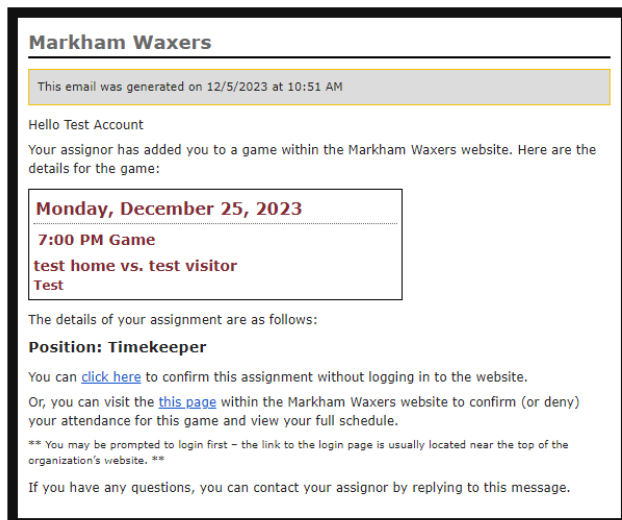 Markham Waxers
This email was generated on 12/5/2023 at 10:51 AM
Hello Test Account
Your assignor has added you to a game within the Markham Waxers website. Here are the
details for the game:
Monday, December 25, 2023
7:00 PM Game
test home vs. test visitor
Test
The details of your assignment are as follows:
Position: Timekeeper
You can click here to confirm this assignment without logging in to the website.
Or, you can visit the this page within the Markham Waxers website to confirm (or deny)
your attendance for this game and view your full schedule.
** You may be prompted to login first – the link to the login page is usually located near the top of the
organization's website. **
If you have any questions, you can contact your assignor by replying to this message.